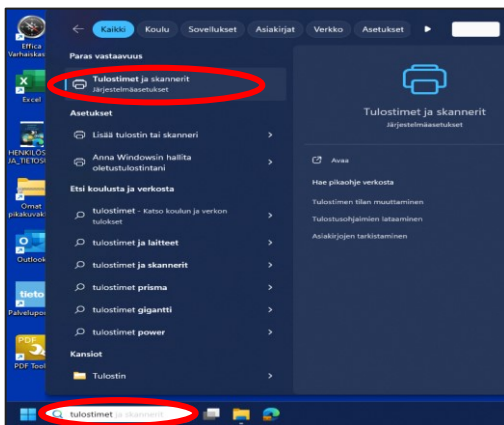 Kaikki Koulu Sovellukset Asiakirjat Verkko Asetukset
Effica
Varhaiskas
Excel
HENKILÖS
JA_TIETOSI
Omat
pikakuvak
Outlook
tieto
Palvelupor
PDF
PDF Tool
Paras vastaavuus
Tulostimet ja skannerit
Järjestelmäasetukset
Asetukset
Lisää tulostin tai skanneri
Anna Windowsin hallita
oletustulostintani
Etsi koulusta ja verkosta
tulostimet - Katso koulun ja verkon
tulokset
tulostimet ja laitteet
tulostimet ja skannerit
tulostimet prisma
tulostimet gigantti
tulostimet power
Kansiot
Tulostin
Tulostimet ja skannerit
Järjestelmäasetukset
Avaa
Hae pikaohje verkosta
Tulostimen tilan muuttaminen
Tulostusohjaimien lataaminen
Asiakirjojen tarkistaminen
tulostimet ja skannerit